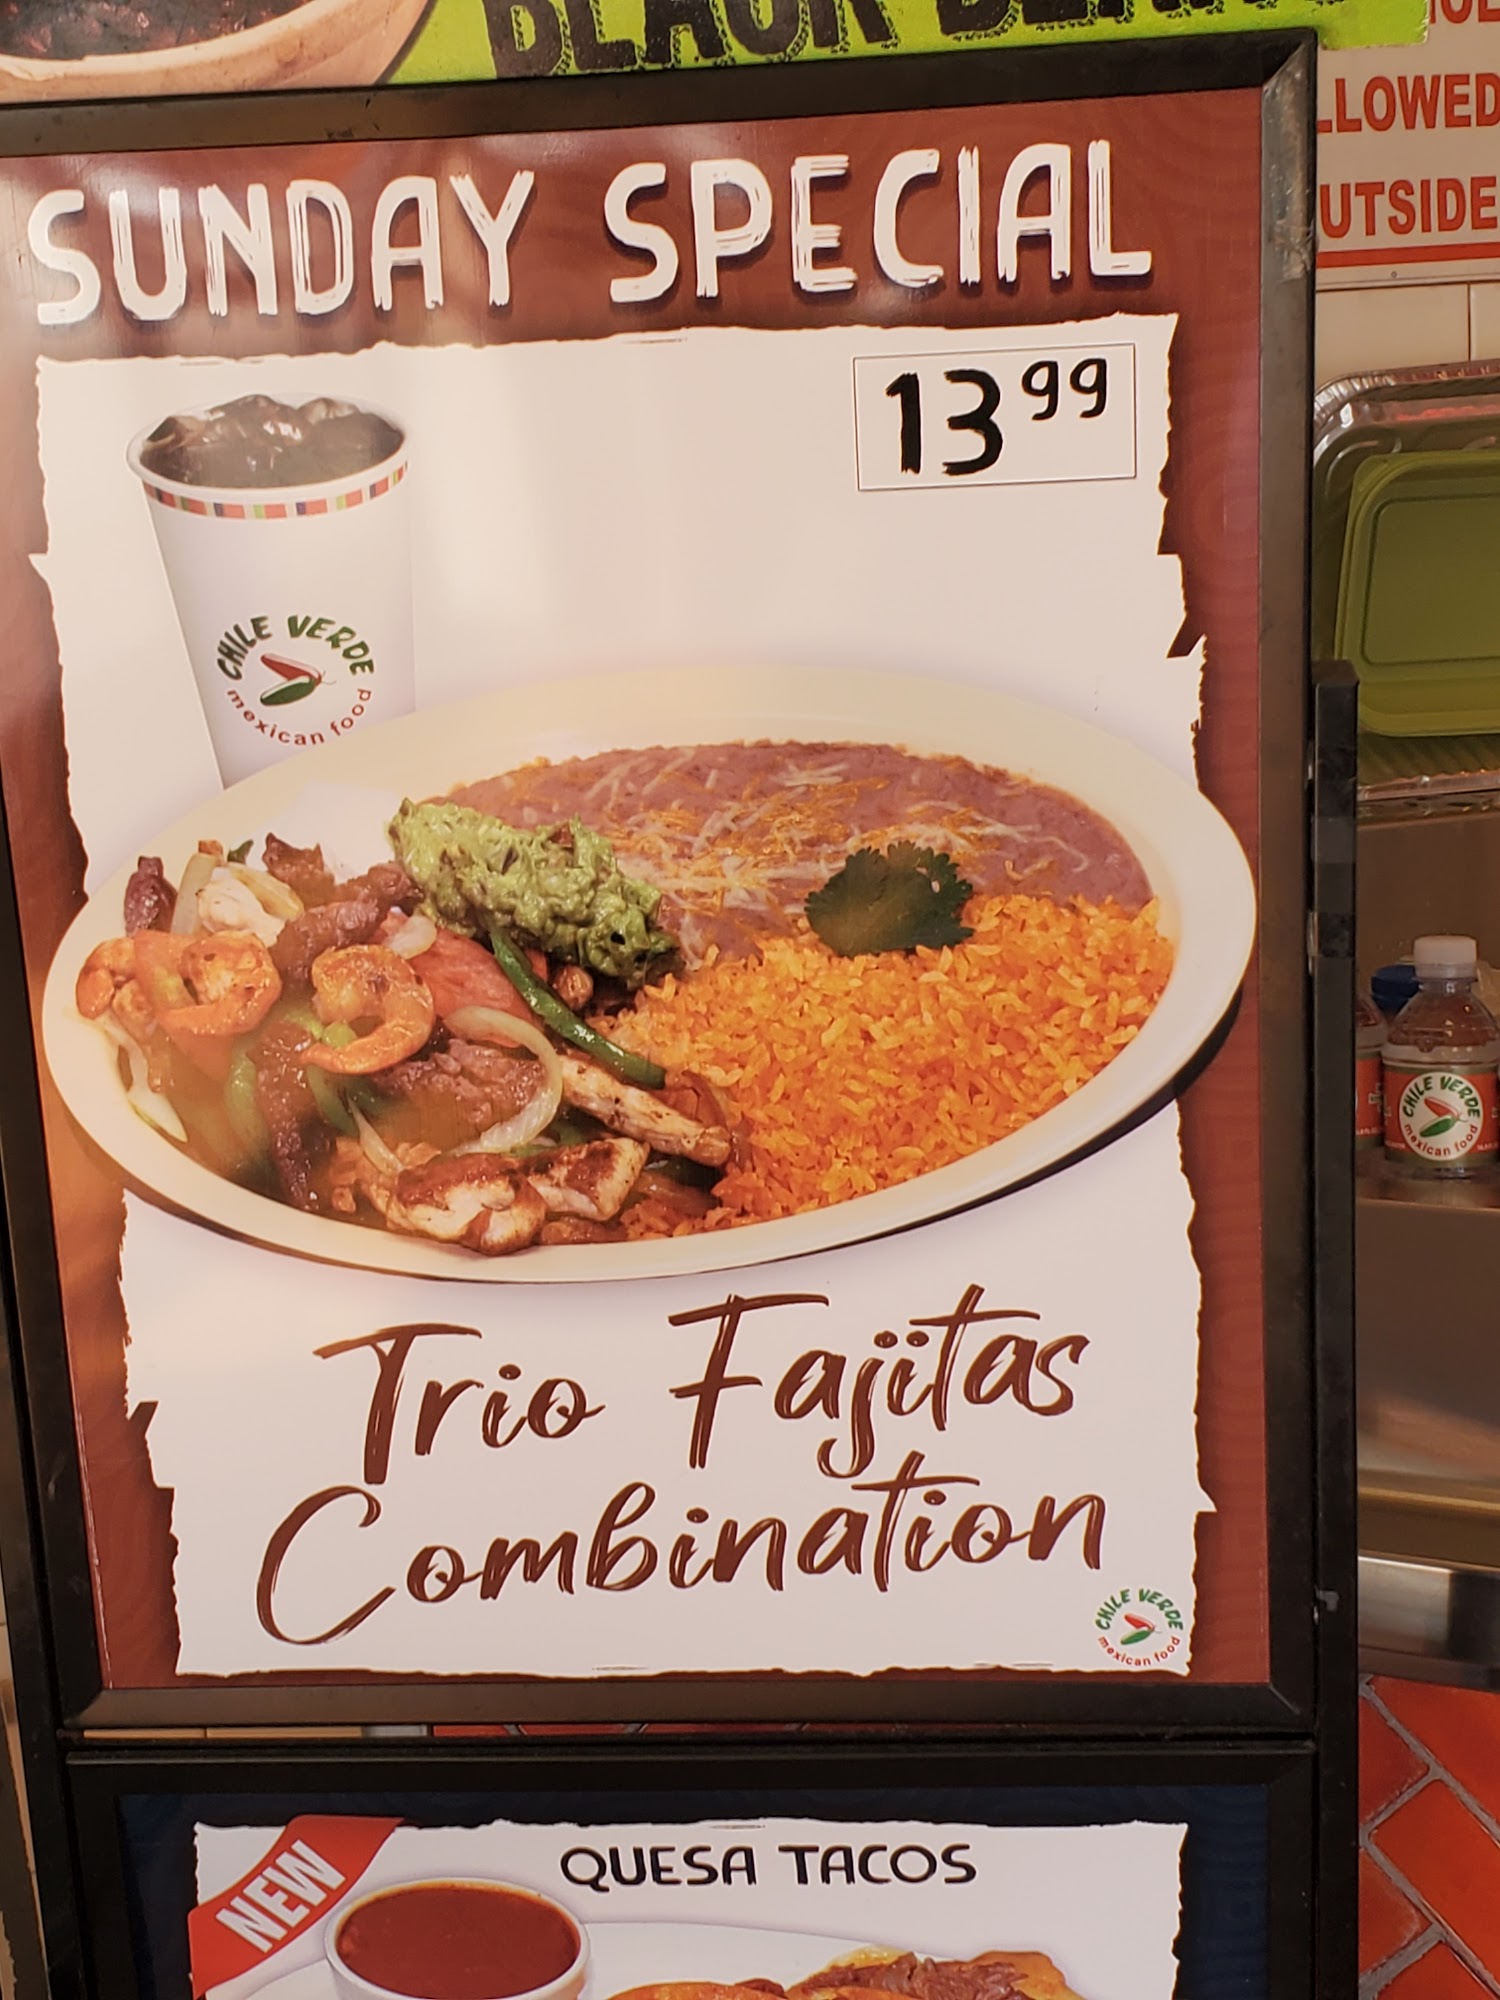 BLACK
LLOWED
UTSIDE
SUNDAY SPECIAL
13 99
CHILE VERDE
mexican food
CHILE VERDE
mexican food
Trio Fajitas
Combination
CHILE VERDE
mexican food
NEW
QUESA TACOS